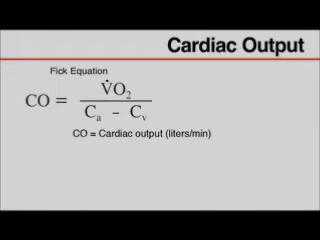 Cardiac Output
Fick Equation
CO = V̇O₂ / Cₐ - Cᵥ
CO = Cardiac output (liters/min)